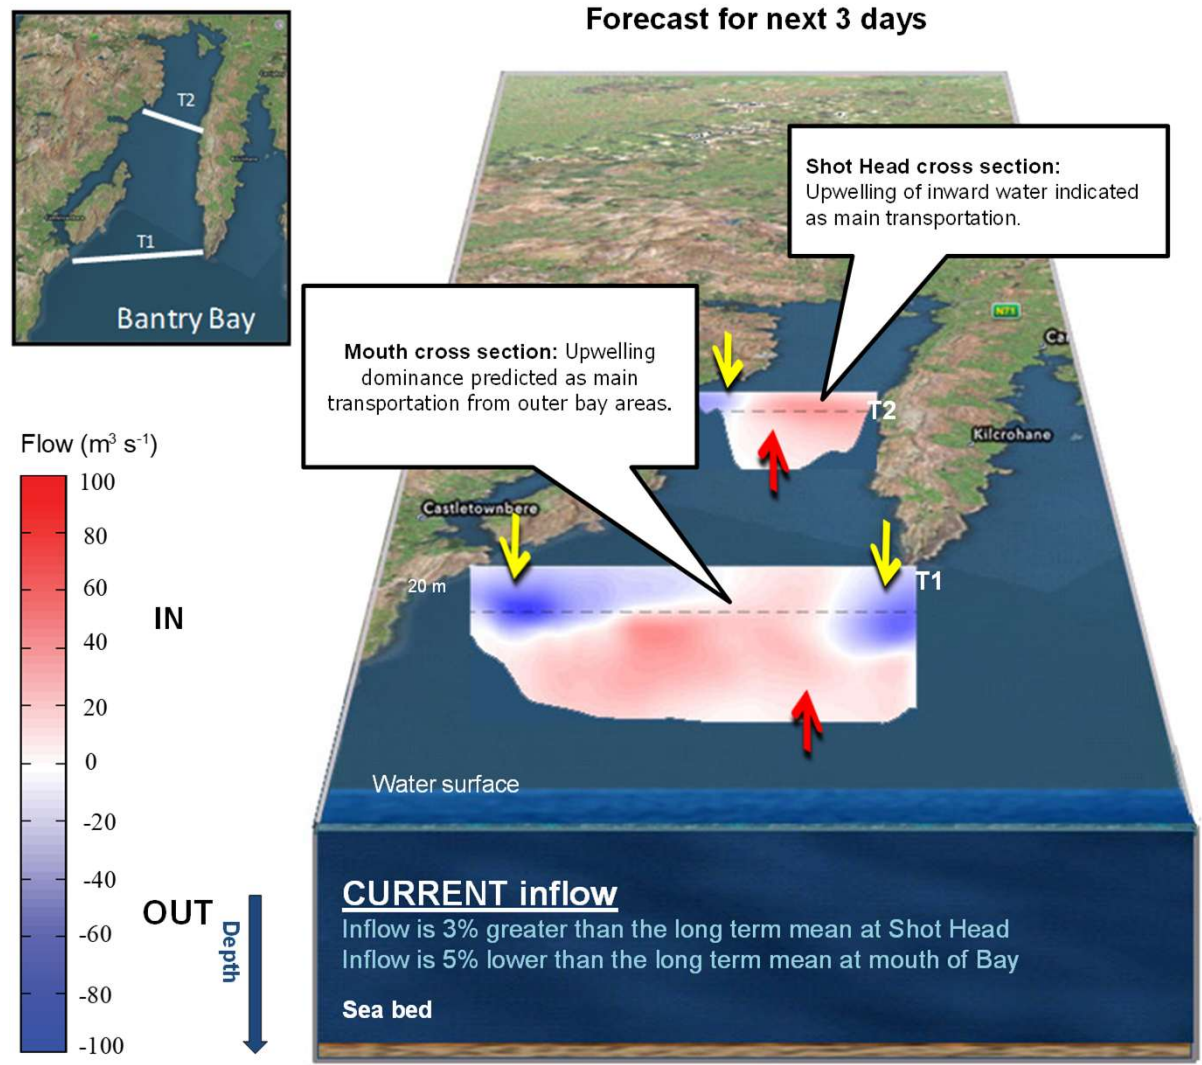 Forecast for next 3 days
T2
T1
Bantry Bay
Shot Head cross section:
Upwelling of inward water indicated
as main transportation.
Mouth cross section: Upwelling
dominance predicted as main
transportation from outer bay areas.
N71
T2
Kilcrohane
Castletownbere
20 m
T1
Flow (m³ s⁻¹)
100
80
60
40
20
0
-20
-40
-60
-80
-100
IN
OUT
Depth
Water surface
CURRENT inflow
Inflow is 3% greater than the long term mean at Shot Head
Inflow is 5% lower than the long term mean at mouth of Bay
Sea bed